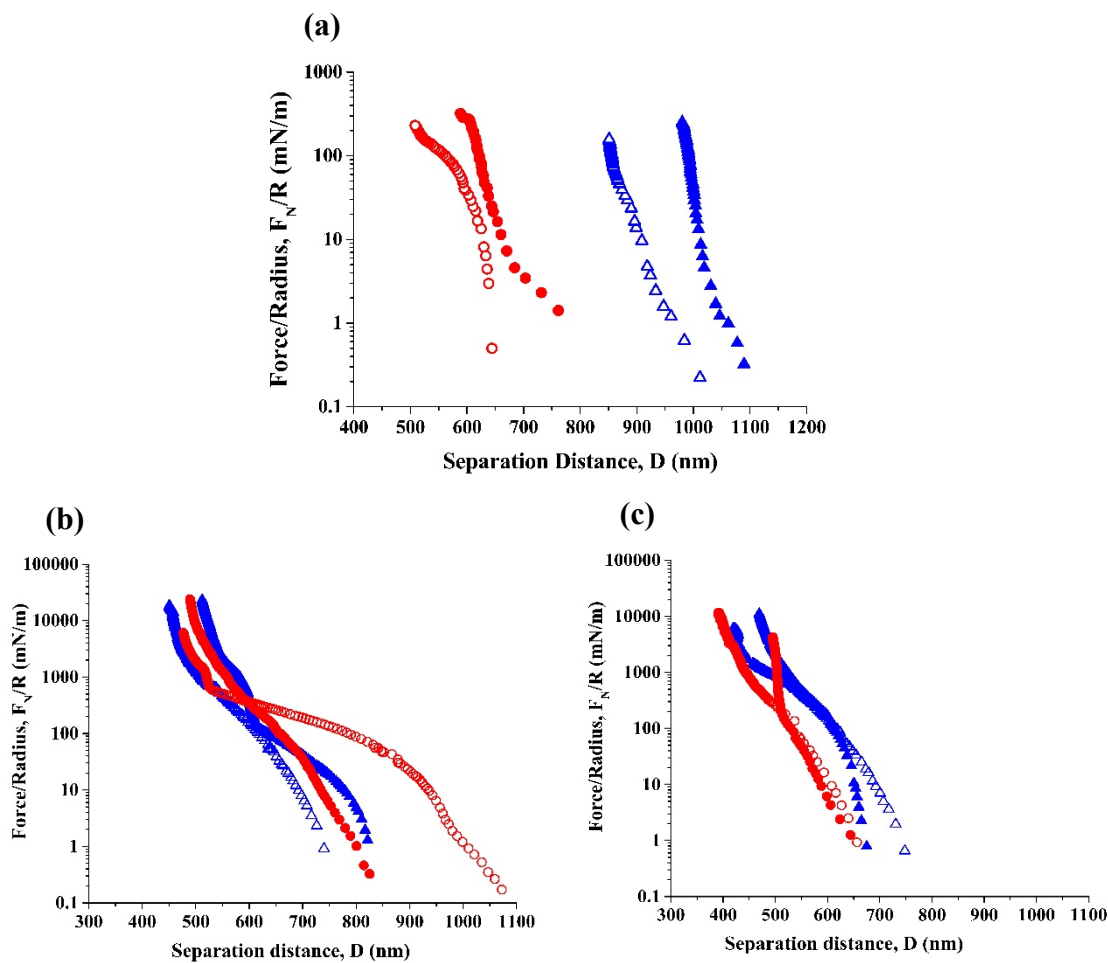 (a)
Force/Radius, F_N/R (mN/m)
1000
100
10
1
0.1
400 500 600 700 800 900 1000 1100 1200
Separation Distance, D (nm)
(b)
Force/Radius, F_N/R (mN/m)
100000
10000
1000
100
10
1
0.1
300 400 500 600 700 800 900 1000 1100
Separation distance, D (nm)
(c)
Force/Radius, F_N/R (mN/m)
100000
10000
1000
100
10
1
0.1
300 400 500 600 700 800 900 1000 1100
Separation distance, D (nm)